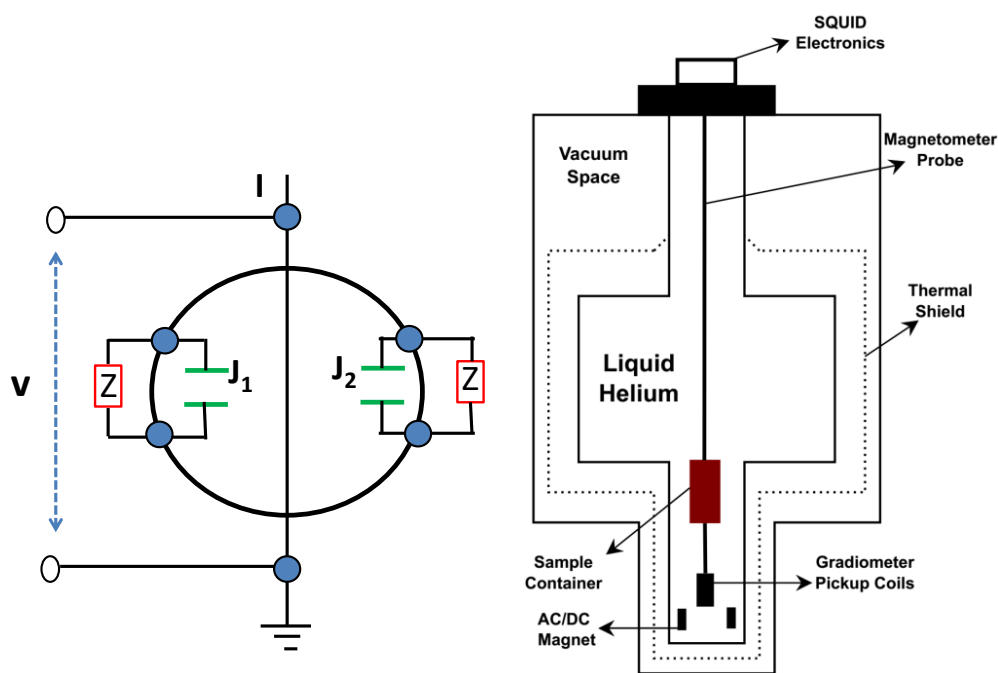 I
V
Z
J1
J2
Z
SQUID
Electronics
Vacuum
Space
Magnetometer
Probe
Thermal
Shield
Liquid
Helium
Sample
Container
Gradiometer
Pickup Coils
AC/DC
Magnet